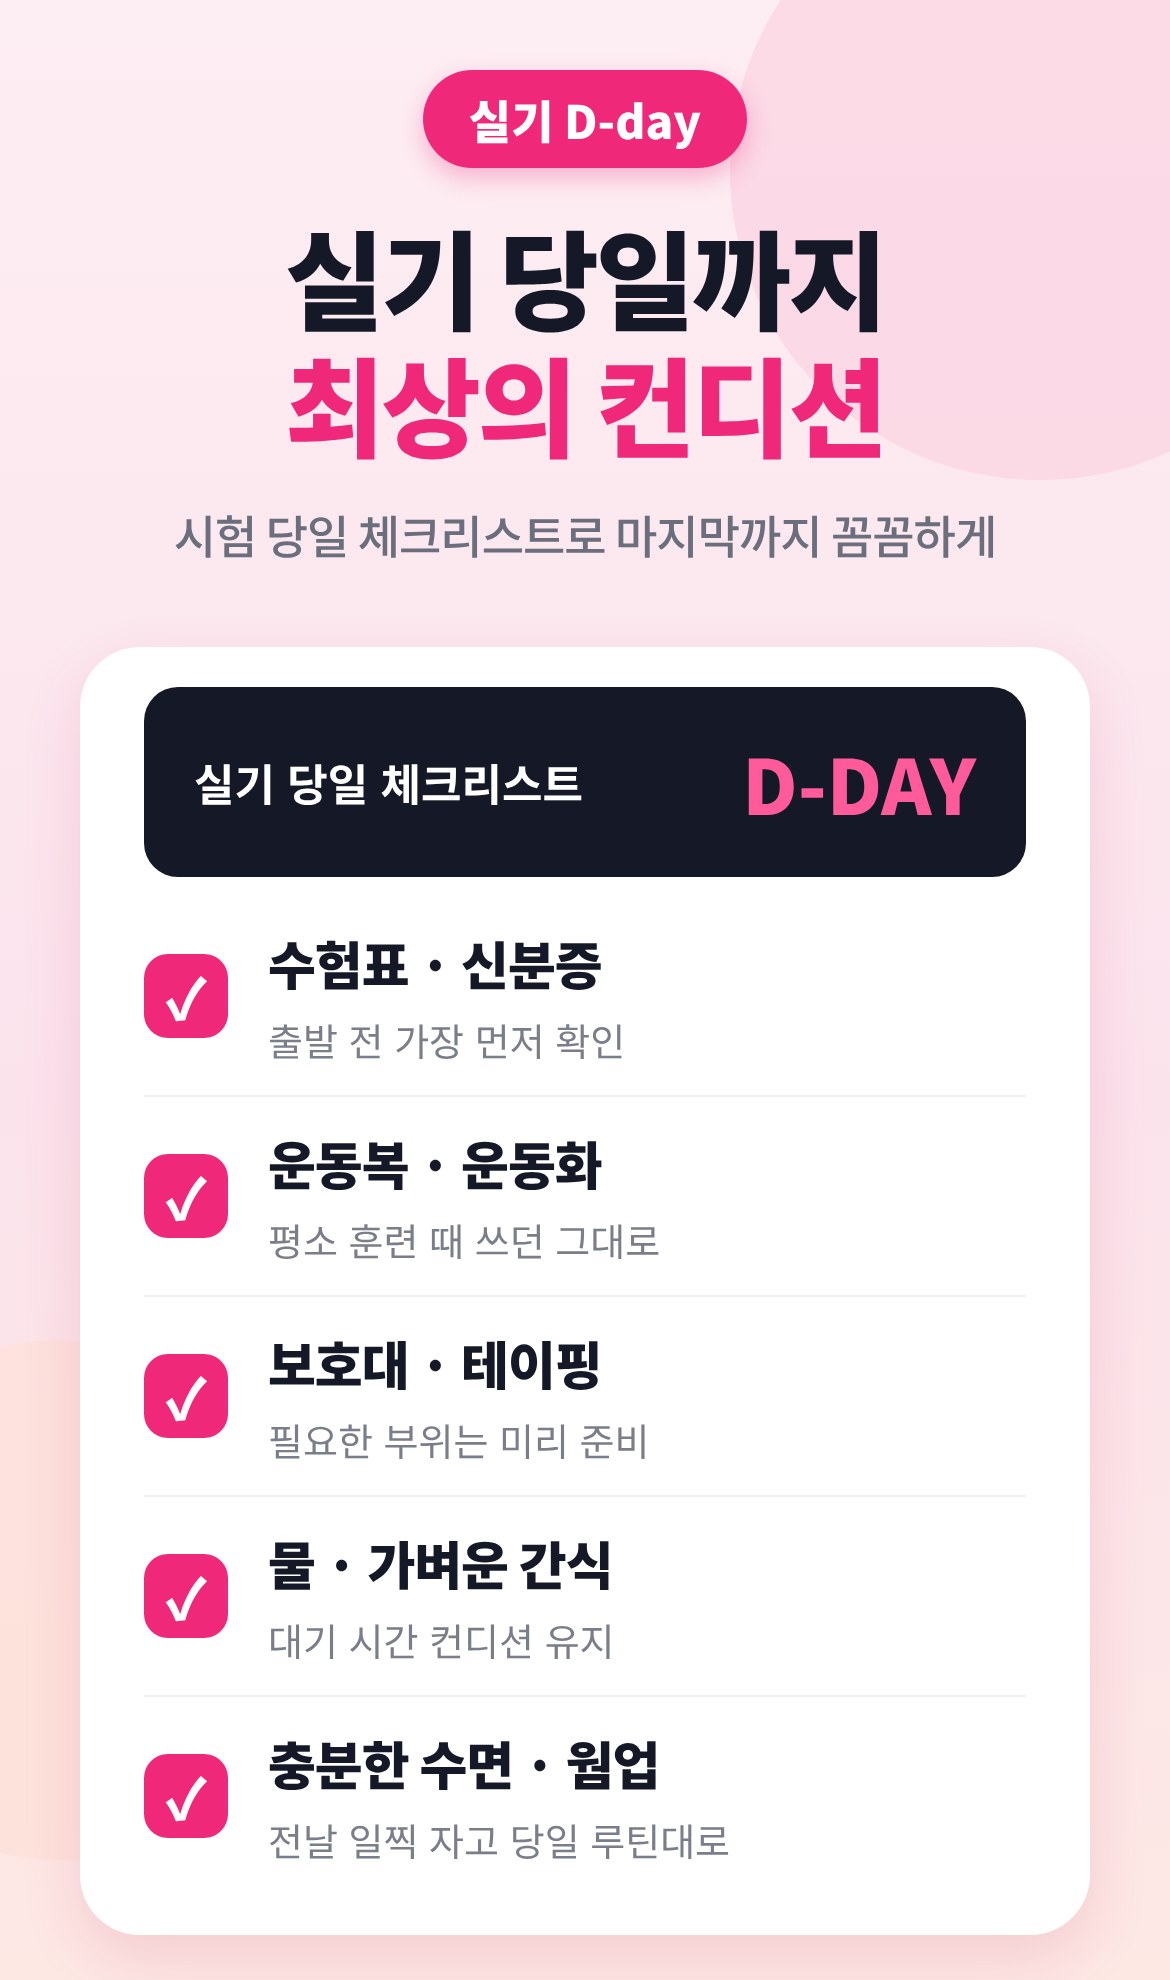 실기 D-day
실기 당일까지
최상의 컨디션
시험 당일 체크리스트로 마지막까지 꼼꼼하게
실기 당일 체크리스트
D-DAY
수험표 · 신분증
출발 전 가장 먼저 확인
운동복 · 운동화
평소 훈련 때 쓰던 그대로
보호대 · 테이핑
필요한 부위는 미리 준비
물 · 가벼운 간식
대기 시간 컨디션 유지
충분한 수면 · 웜업
전날 일찍 자고 당일 루틴대로